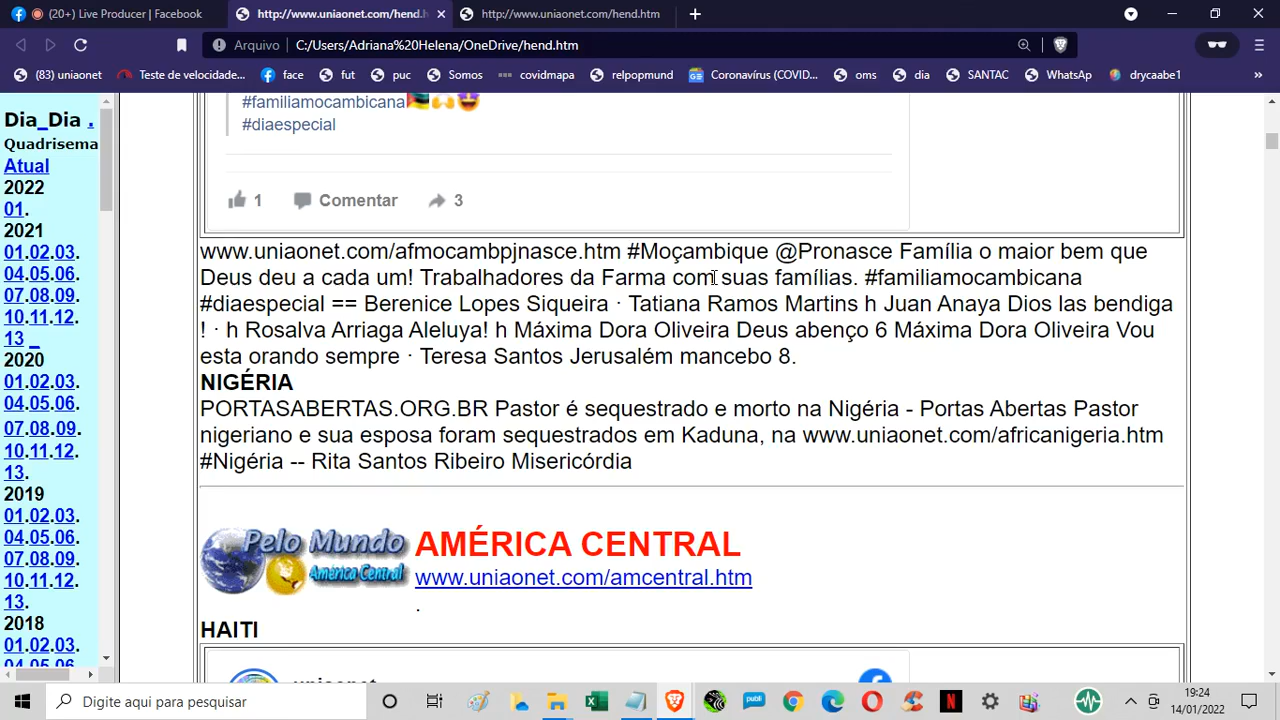 (20+) Live Producer | Facebook
http://www.uniaonet.com/hend.h
http://www.uniaonet.com/hend.htm
Arquivo
C:/Users/Adriana%20Helena/OneDrive/hend.htm
(83) uniaonet
Teste de velocidade...
face
fut
puc
Somos
covidmapa
relpopmund
Coronavírus (COVID...
oms
dia
SANTAC
WhatsAp
drycaabe1
»
Dia_Dia .
Quadrisema
Atual
2022
01.
2021
01.02.03.
04.05.06.
07.08.09.
10.11.12.
13 _
2020
01.02.03.
04.05.06.
07.08.09.
10.11.12.
13.
2019
01.02.03.
04.05.06.
07.08.09.
10.11.12.
13.
2018
01.02.03.
04.05.06.
#familiamocambicana
#diaespecial
1
Comentar
3
www.uniaonet.com/afmocambpjnasce.htm #Moçambique @Pronasce Família o maior bem que
Deus deu a cada um! Trabalhadores da Farma com suas famílias. #familiamocambicana
#diaespecial == Berenice Lopes Siqueira · Tatiana Ramos Martins h Juan Anaya Dios las bendiga
! · h Rosalva Arriaga Aleluya! h Máxima Dora Oliveira Deus abenço 6 Máxima Dora Oliveira Vou
esta orando sempre · Teresa Santos Jerusalém mancebo 8.
NIGÉRIA
PORTASABERTAS.ORG.BR Pastor é sequestrado e morto na Nigéria - Portas Abertas Pastor
nigeriano e sua esposa foram sequestrados em Kaduna, na www.uniaonet.com/africanigeria.htm
#Nigéria -- Rita Santos Ribeiro Misericórdia
Pelo Mundo
América Central
AMÉRICA CENTRAL
www.uniaonet.com/amcentral.htm
.
HAITI
uniaonet
Digite aqui para pesquisar
publi
19:24
14/01/2022